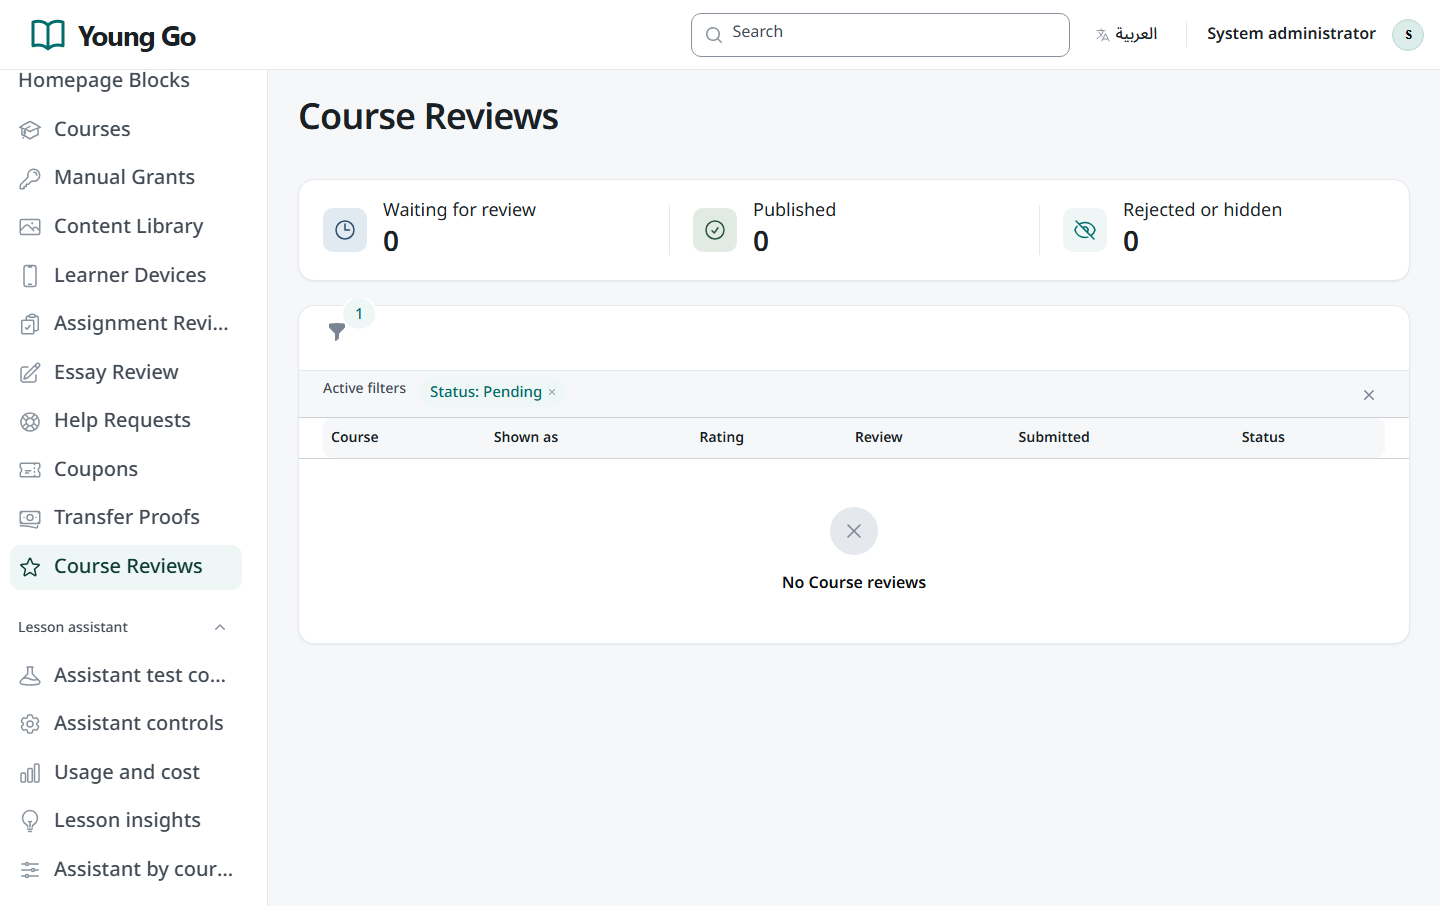 Young Go
Search
العربية
System administrator
S
Homepage Blocks
Courses
Manual Grants
Content Library
Learner Devices
Assignment Revi...
Essay Review
Help Requests
Coupons
Transfer Proofs
Course Reviews
Lesson assistant
Assistant test co...
Assistant controls
Usage and cost
Lesson insights
Assistant by cour...
Course Reviews
Waiting for review
0
Published
0
Rejected or hidden
0
1
Active filters
Status: Pending ×
Course Shown as Rating Review Submitted Status
No Course reviews